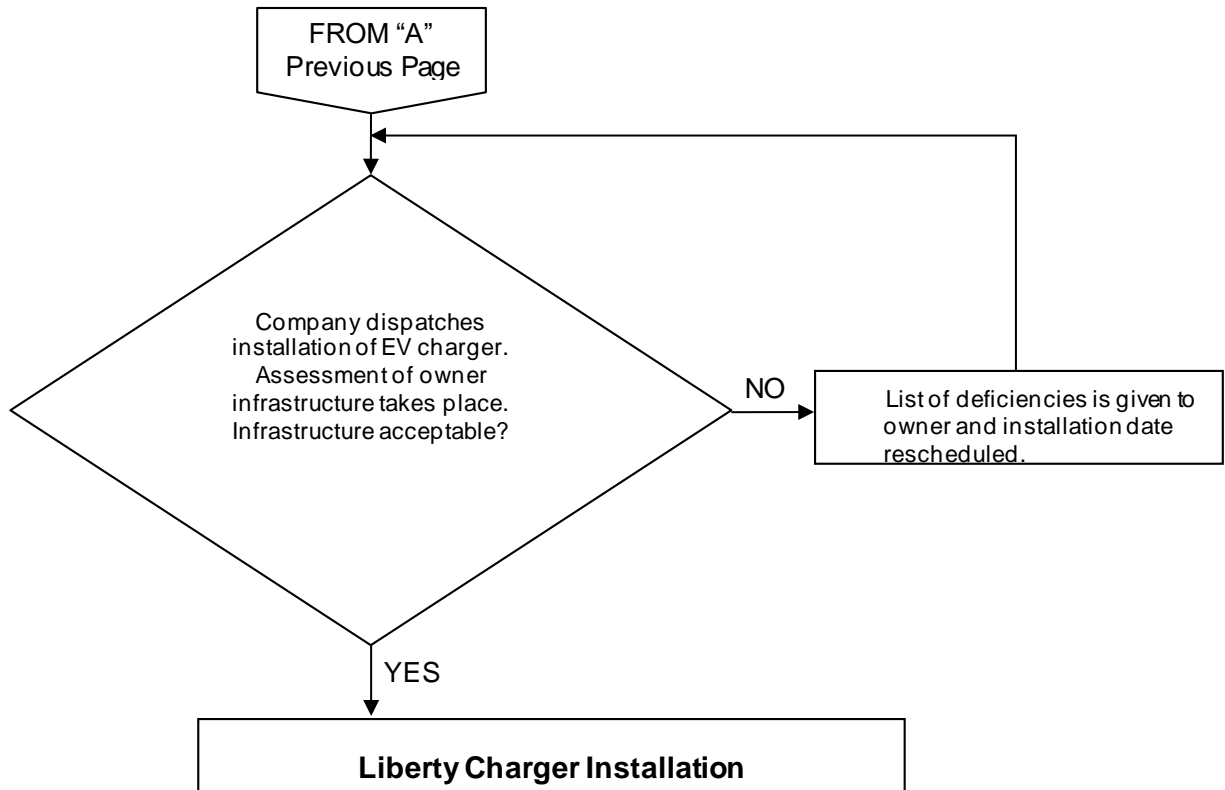 FROM “A”
Previous Page
Company dispatches
installation of EV charger.
Assessment of owner
infrastructure takes place.
Infrastructure acceptable?
NO
List of deficiencies is given to
owner and installation date
rescheduled.
YES
Liberty Charger Installation